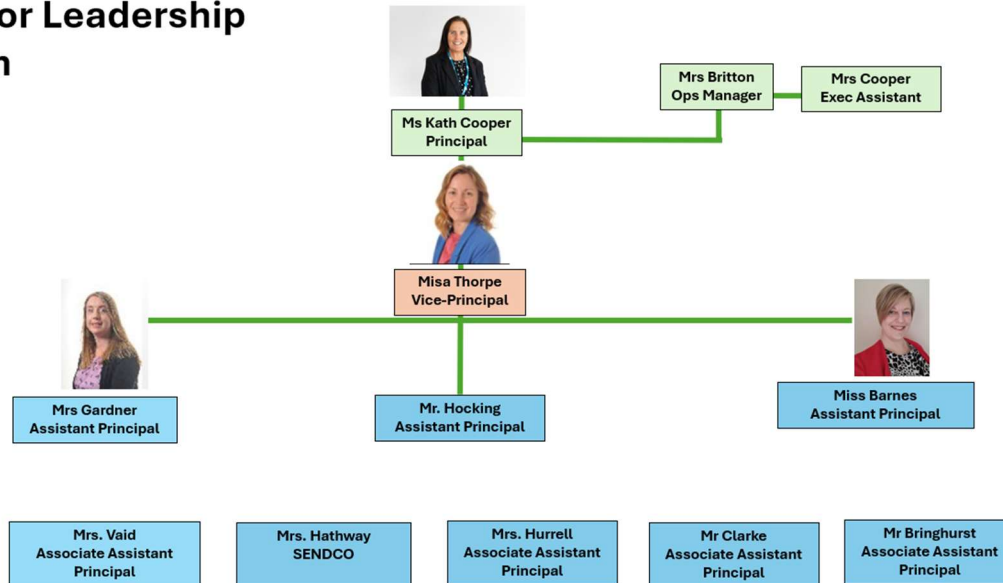 or Leadership
Mrs Britton
Ops Manager
Mrs Cooper
Exec Assistant
Ms Kath Cooper
Principal
Misa Thorpe
Vice-Principal
Mrs Gardner
Assistant Principal
Mr. Hocking
Assistant Principal
Miss Barnes
Assistant Principal
Mrs. Vaid
Associate Assistant
Principal
Mrs. Hathway
SENDCO
Mrs. Hurrell
Associate Assistant
Principal
Mr Clarke
Associate Assistant
Principal
Mr Bringhurst
Associate Assistant
Principal